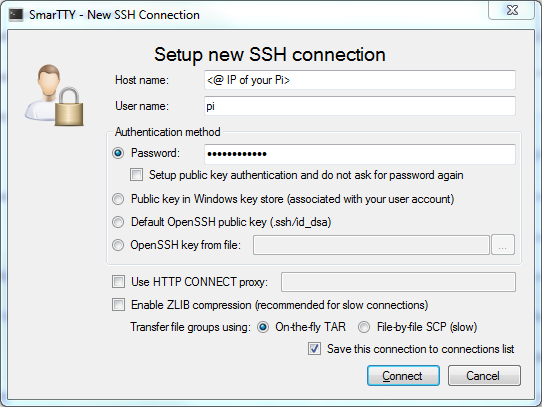 SmarTTY - New SSH Connection
Setup new SSH connection
Host name: <@ IP of your Pi>
User name: pi
Authentication method
Password: ••••••••••••
Setup public key authentication and do not ask for password again
Public key in Windows key store (associated with your user account)
Default OpenSSH public key (.ssh/id_dsa)
OpenSSH key from file: ...
Use HTTP CONNECT proxy:
Enable ZLIB compression (recommended for slow connections)
Transfer file groups using: On-the-fly TAR File-by-file SCP (slow)
Save this connection to connections list
Connect Cancel